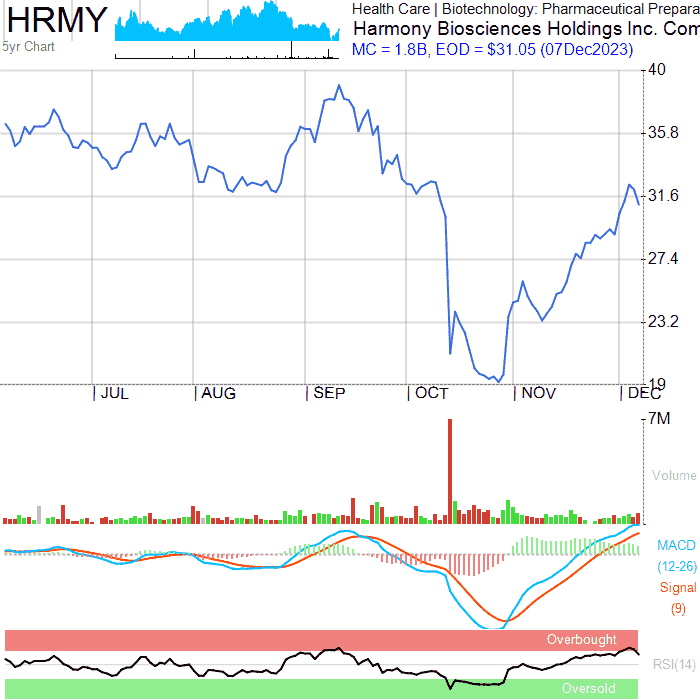 HRMY
5yr Chart
Health Care | Biotechnology: Pharmaceutical Prepara
Harmony Biosciences Holdings Inc. Com
MC = 1.8B, EOD = $31.05 (07Dec2023)
40
35.8
31.6
27.4
23.2
19
JUL
AUG
SEP
OCT
NOV
DEC
7M
Volume
MACD
(12-26)
Signal
(9)
Overbought
RSI(14)
Oversold